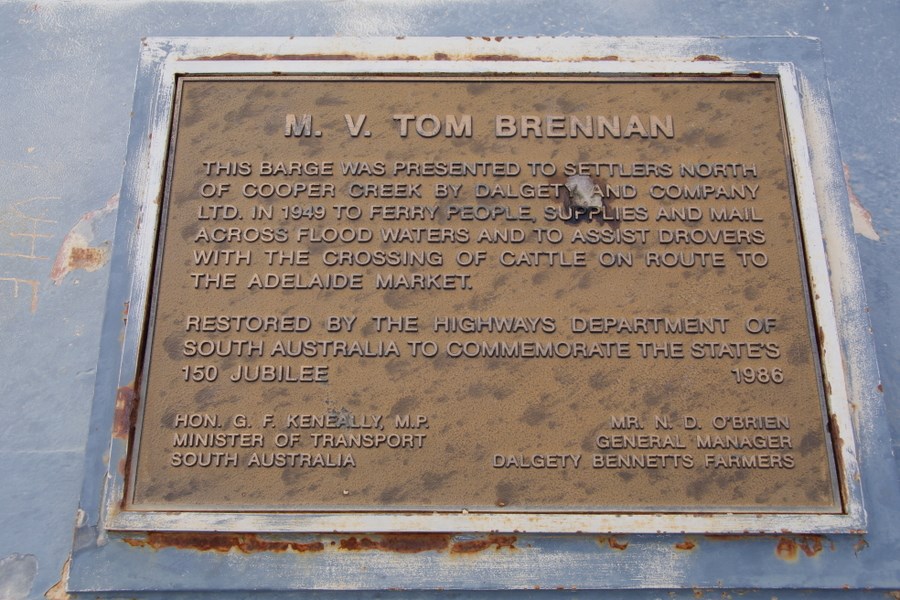 M. V. TOM BRENNAN
THIS BARGE WAS PRESENTED TO SETTLERS NORTH
OF COOPER CREEK BY DALGETY AND COMPANY
LTD. IN 1949 TO FERRY PEOPLE, SUPPLIES AND MAIL
ACROSS FLOOD WATERS AND TO ASSIST DROVERS
WITH THE CROSSING OF CATTLE ON ROUTE TO
THE ADELAIDE MARKET.
RESTORED BY THE HIGHWAYS DEPARTMENT OF
SOUTH AUSTRALIA TO COMMEMORATE THE STATE'S
150 JUBILEE 1986
HON. G. F. KENEALLY, M.P.
MINISTER OF TRANSPORT
SOUTH AUSTRALIA
MR. N. D. O'BRIEN
GENERAL MANAGER
DALGETY BENNETTS FARMERS